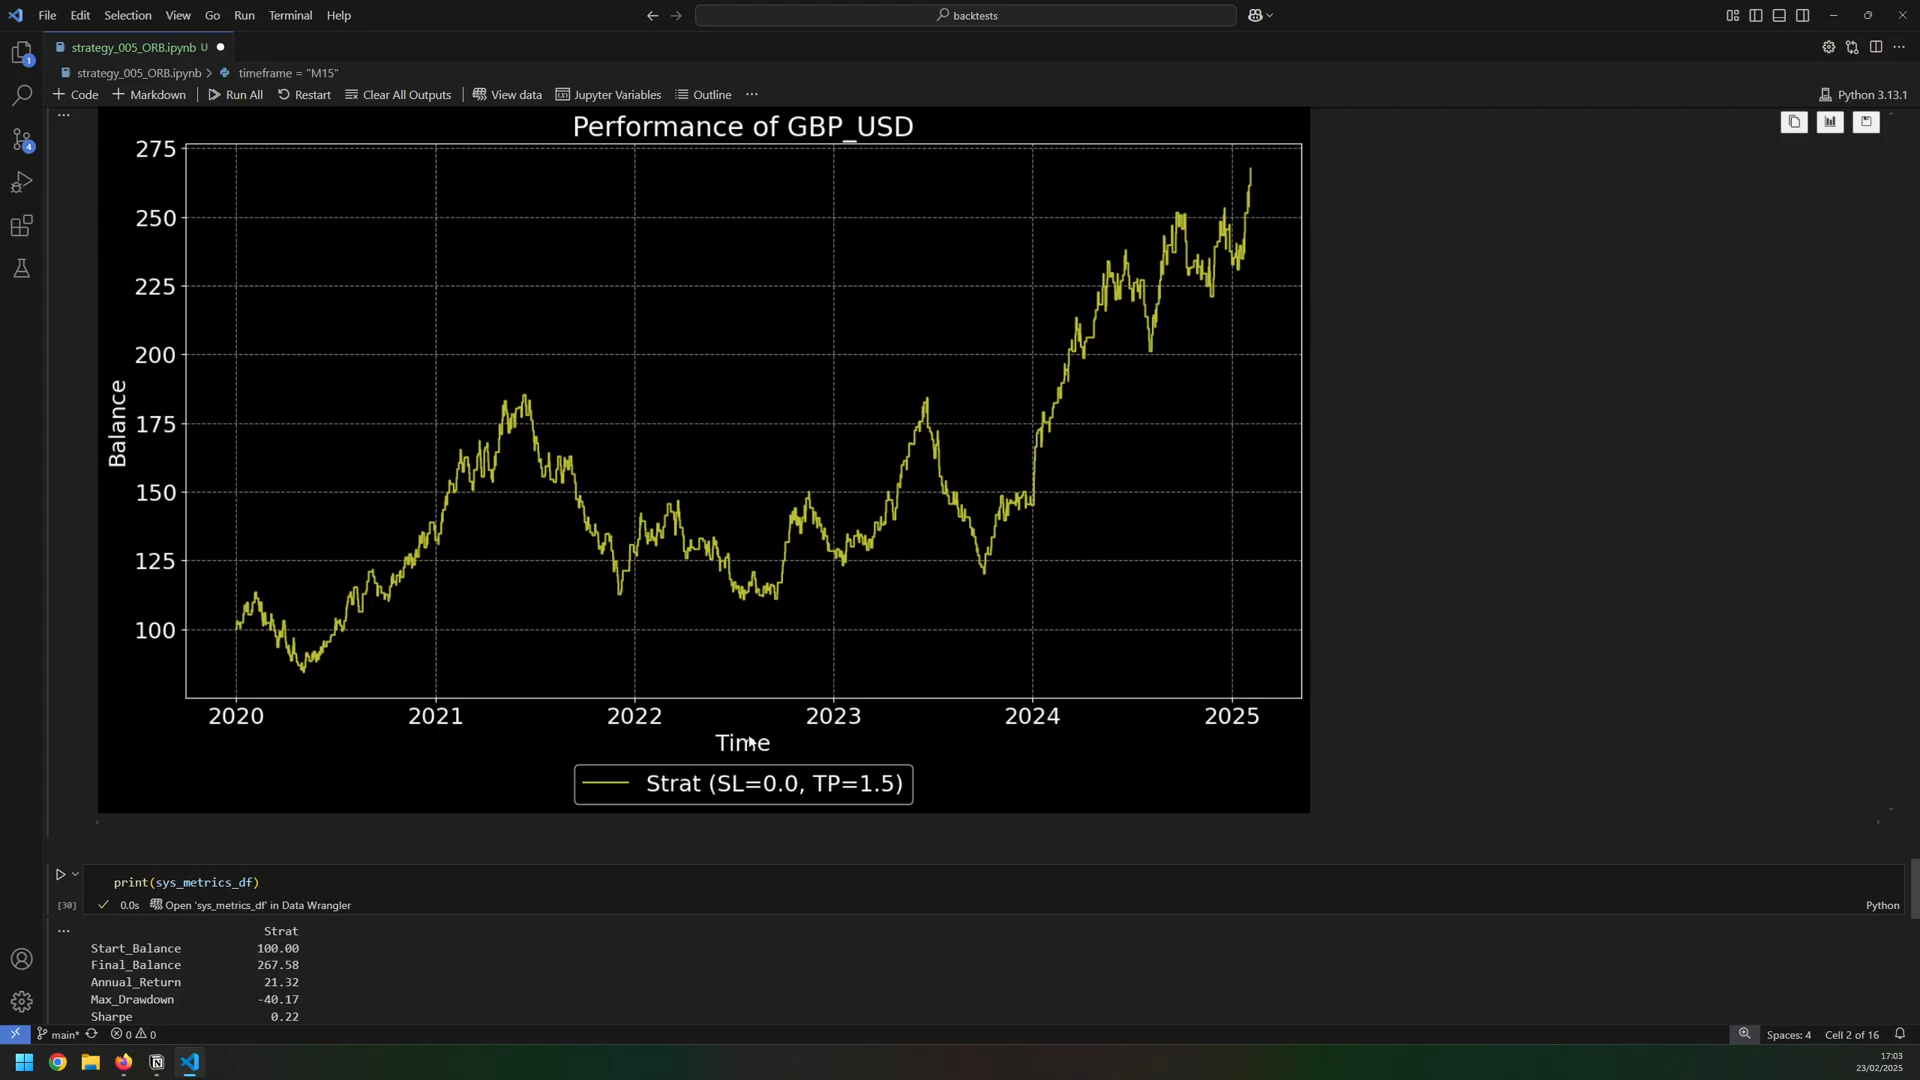 File Edit Selection View Go Run Terminal Help
backtests
strategy_005_ORB.ipynb U
strategy_005_ORB.ipynb > timeframe = "M15"
+ Code + Markdown Run All Restart Clear All Outputs View data Jupyter Variables Outline ...
Python 3.13.1
Performance of GBP_USD
275
250
225
200
175
150
125
100
Balance
2020 2021 2022 2023 2024 2025
Time
Strat (SL=0.0, TP=1.5)
print(sys_metrics_df)
[30] 0.0s Open 'sys_metrics_df' in Data Wrangler
Python
Strat
Start_Balance 100.00
Final_Balance 267.58
Annual_Return 21.32
Max_Drawdown -40.17
Sharpe 0.22
1
4
main* 0 0
Spaces: 4 Cell 2 of 16
17:03
23/02/2025